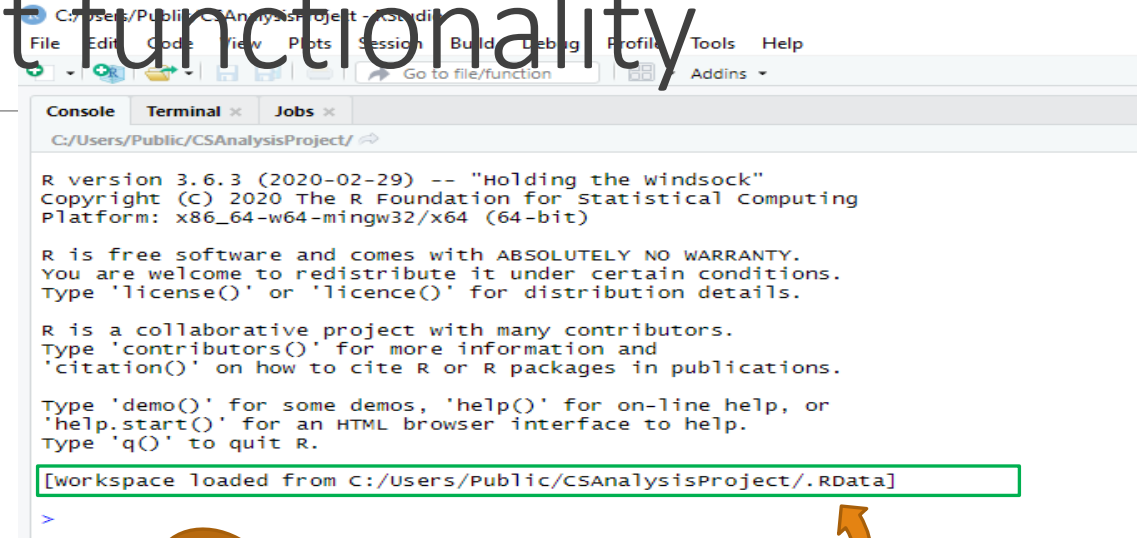 t functionality
C:/Users/Public/CSAnalysisProject - RStudio
File Edit Code View Plots Session Build Debug Profile Tools Help
Go to file/function Addins
Console Terminal Jobs
C:/Users/Public/CSAnalysisProject/
R version 3.6.3 (2020-02-29) -- "Holding the Windsock"
Copyright (C) 2020 The R Foundation for Statistical Computing
Platform: x86_64-w64-mingw32/x64 (64-bit)
R is free software and comes with ABSOLUTELY NO WARRANTY.
You are welcome to redistribute it under certain conditions.
Type 'license()' or 'licence()' for distribution details.
R is a collaborative project with many contributors.
Type 'contributors()' for more information and
'citation()' on how to cite R or R packages in publications.
Type 'demo()' for some demos, 'help()' for on-line help, or
'help.start()' for an HTML browser interface to help.
Type 'q()' to quit R.
[Workspace loaded from C:/Users/Public/CSAnalysisProject/.RData]
>